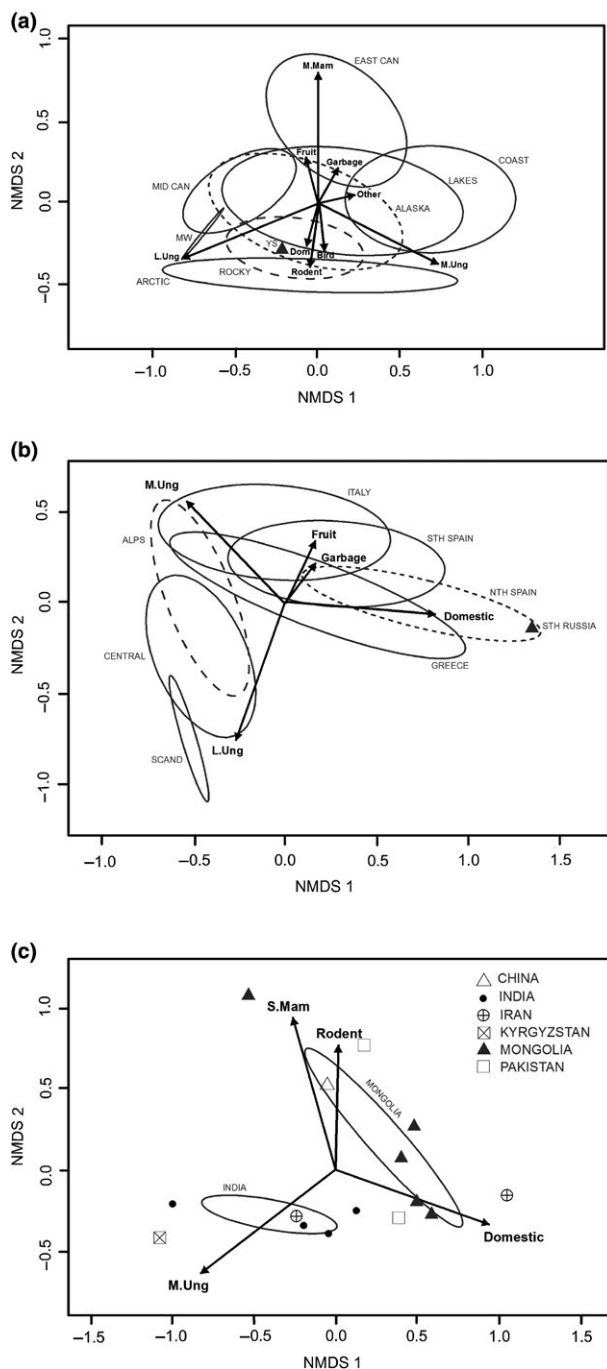 (a)
1.0
0.5
0.0
−0.5
NMDS 2
EAST CAN
M.Mam
Fruit
Garbage
COAST
MID CAN
LAKES
Other
ALASKA
MW
YS
L.Ung
Dom
Bird
M.Ung
ROCKY
Rodent
ARCTIC
−1.0 −0.5 0.0 0.5 1.0
NMDS 1
(b)
0.5
0.0
−0.5
−1.0
NMDS 2
M.Ung
ITALY
ALPS
Fruit
STH SPAIN
Garbage
NTH SPAIN
Domestic
STH RUSSIA
CENTRAL
GREECE
L.Ung
SCAND
−1.0 −0.5 0.0 0.5 1.0 1.5
NMDS 1
(c)
1.0
0.5
0.0
−0.5
NMDS 2
CHINA
INDIA
IRAN
KYRGYZSTAN
MONGOLIA
PAKISTAN
S.Mam
Rodent
MONGOLIA
INDIA
Domestic
M.Ung
−1.5 −1.0 −0.5 0.0 0.5 1.0 1.5
NMDS 1